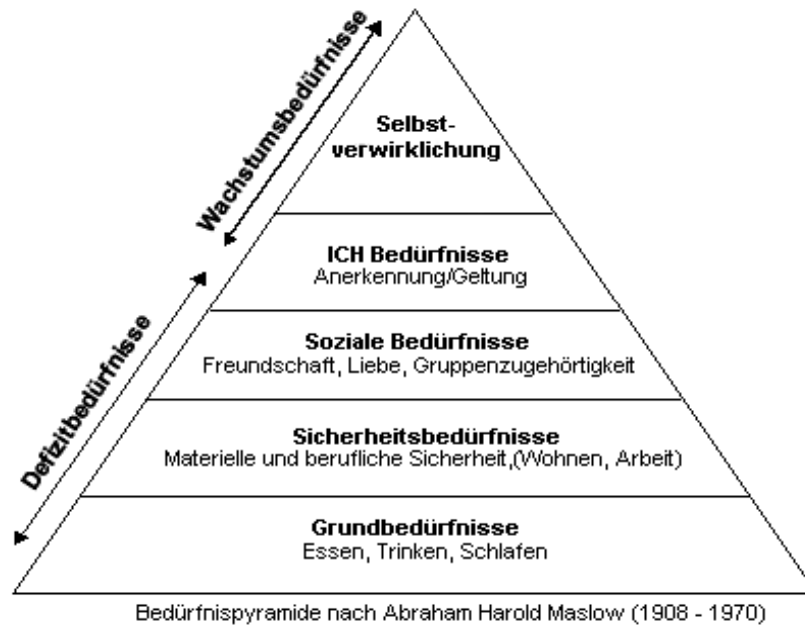 Wachstumsbedürfnisse
Defizitbedürfnisse
Selbst-
verwirklichung
ICH Bedürfnisse
Anerkennung/Geltung
Soziale Bedürfnisse
Freundschaft, Liebe, Gruppenzugehörtigkeit
Sicherheitsbedürfnisse
Materielle und berufliche Sicherheit,(Wohnen, Arbeit)
Grundbedürfnisse
Essen, Trinken, Schlafen
Bedürfnispyramide nach Abraham Harold Maslow (1908 - 1970)